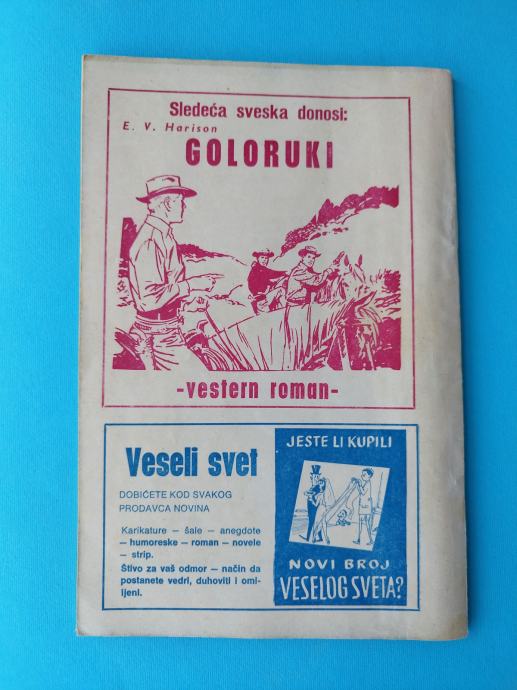 Sledeća sveska donosi:
E. V. Harison
GOLORUKI
-vestern roman-
Veseli svet
DOBIĆETE KOD SVAKOG
PRODAVCA NOVINA
Karikature — šale — anegdote
— humoreske — roman — novele
— strip.
Štivo za vaš odmor — način da
postanete vedri, duhoviti i omi-
ljeni.
JESTE LI KUPILI
NOVI BROJ
VESELOG SVETA?